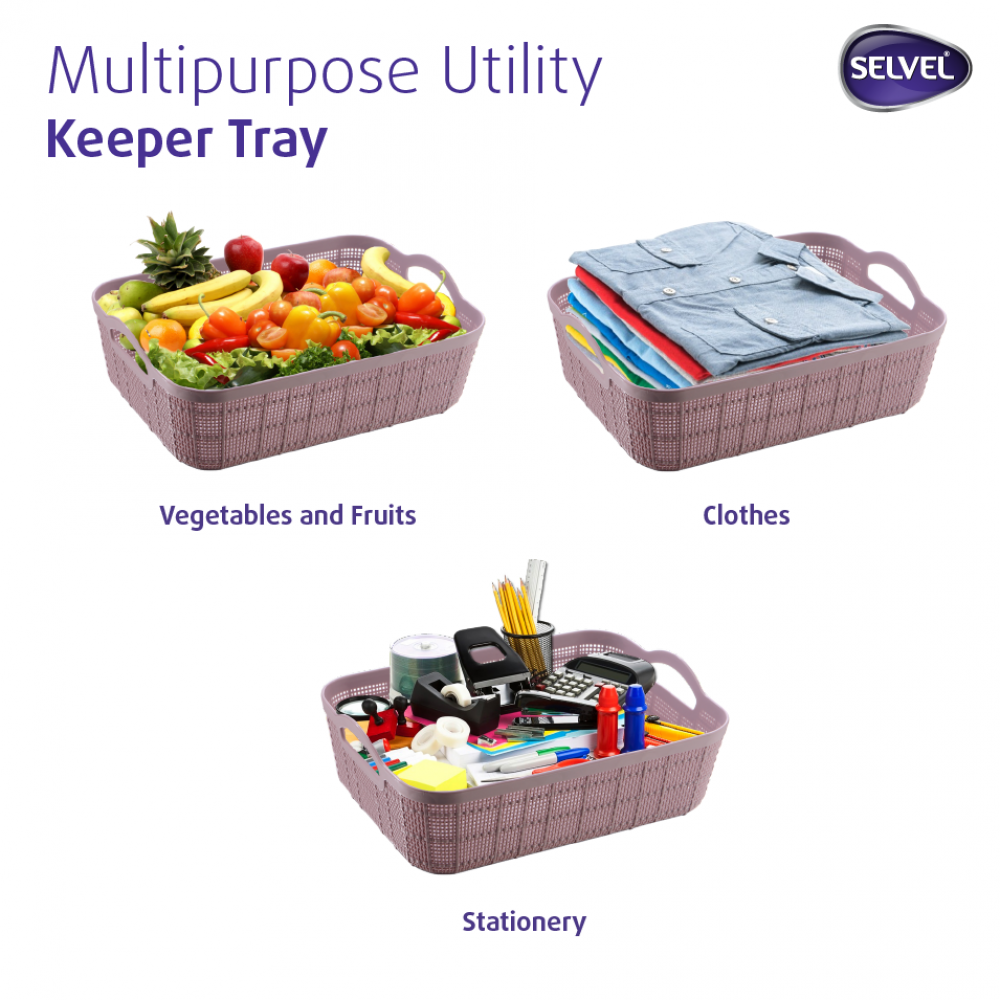 Multipurpose Utility
Keeper Tray
SELVEL®
Vegetables and Fruits
Clothes
Stationery